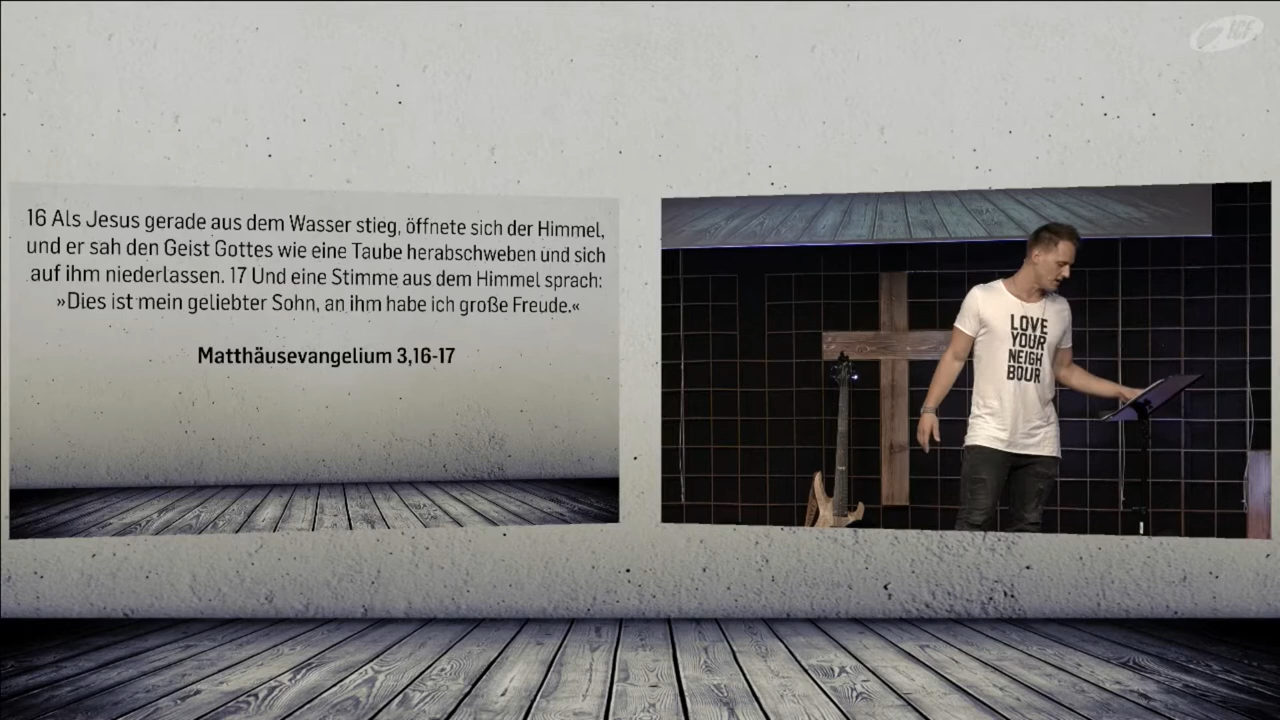 ICF
16 Als Jesus gerade aus dem Wasser stieg, öffnete sich der Himmel,
und er sah den Geist Gottes wie eine Taube herabschweben und sich
auf ihm niederlassen. 17 Und eine Stimme aus dem Himmel sprach:
»Dies ist mein geliebter Sohn, an ihm habe ich große Freude.«
Matthäusevangelium 3,16-17
LOVE
YOUR
NEIGH
BOUR